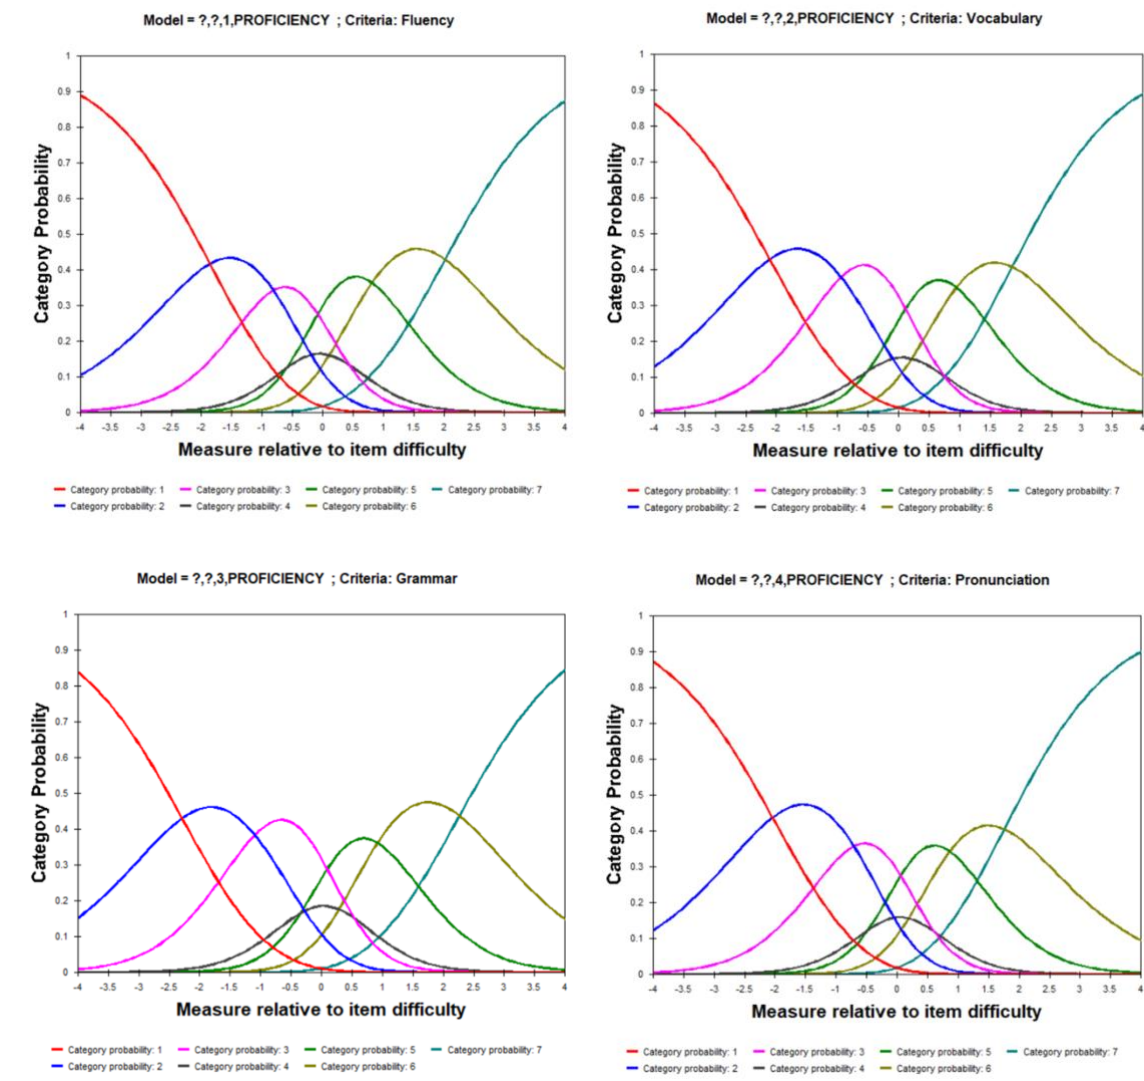 Model = ?,?,1,PROFICIENCY ; Criteria: Fluency
1
0.9
0.8
0.7
0.6
0.5
0.4
0.3
0.2
0.1
0
Category Probability
-4 -3.5 -3 -2.5 -2 -1.5 -1 -0.5 0 0.5 1 1.5 2 2.5 3 3.5 4
Measure relative to item difficulty
Category probability: 1 Category probability: 3 Category probability: 5 Category probability: 7
Category probability: 2 Category probability: 4 Category probability: 6
Model = ?,?,2,PROFICIENCY ; Criteria: Vocabulary
1
0.9
0.8
0.7
0.6
0.5
0.4
0.3
0.2
0.1
0
Category Probability
-4 -3.5 -3 -2.5 -2 -1.5 -1 -0.5 0 0.5 1 1.5 2 2.5 3 3.5 4
Measure relative to item difficulty
Category probability: 1 Category probability: 3 Category probability: 5 Category probability: 7
Category probability: 2 Category probability: 4 Category probability: 6
Model = ?,?,3,PROFICIENCY ; Criteria: Grammar
1
0.9
0.8
0.7
0.6
0.5
0.4
0.3
0.2
0.1
0
Category Probability
-4 -3.5 -3 -2.5 -2 -1.5 -1 -0.5 0 0.5 1 1.5 2 2.5 3 3.5 4
Measure relative to item difficulty
Category probability: 1 Category probability: 3 Category probability: 5 Category probability: 7
Category probability: 2 Category probability: 4 Category probability: 6
Model = ?,?,4,PROFICIENCY ; Criteria: Pronunciation
1
0.9
0.8
0.7
0.6
0.5
0.4
0.3
0.2
0.1
0
Category Probability
-4 -3.5 -3 -2.5 -2 -1.5 -1 -0.5 0 0.5 1 1.5 2 2.5 3 3.5 4
Measure relative to item difficulty
Category probability: 1 Category probability: 3 Category probability: 5 Category probability: 7
Category probability: 2 Category probability: 4 Category probability: 6